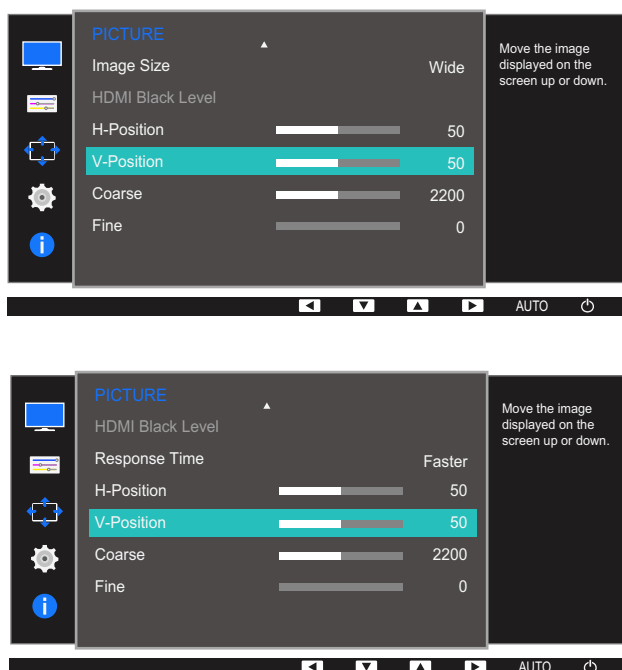 PICTURE
Image Size Wide
HDMI Black Level
H-Position 50
V-Position 50
Coarse 2200
Fine 0
Move the image
displayed on the
screen up or down.
AUTO
PICTURE
HDMI Black Level
Response Time Faster
H-Position 50
V-Position 50
Coarse 2200
Fine 0
Move the image
displayed on the
screen up or down.
AUTO